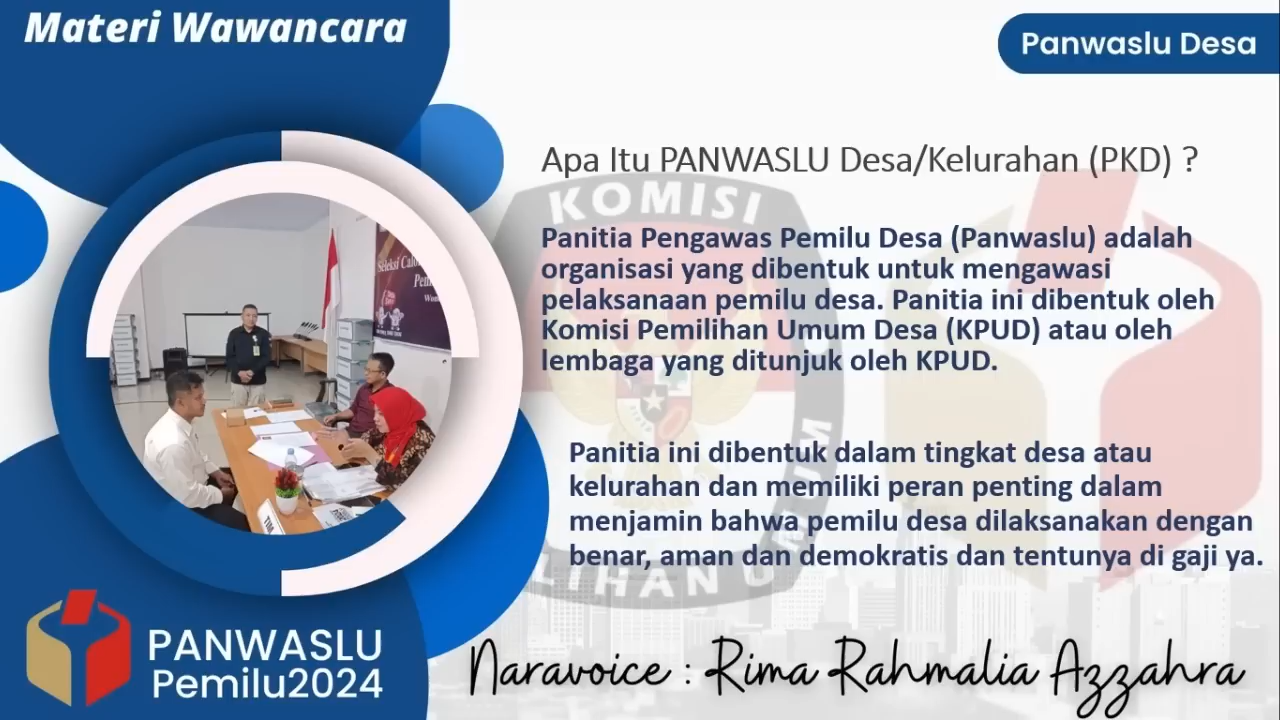 Materi Wawancara
Panwaslu Desa
Apa Itu PANWASLU Desa/Kelurahan (PKD) ?
KOMISI
Panitia Pengawas Pemilu Desa (Panwaslu) adalah
organisasi yang dibentuk untuk mengawasi
pelaksanaan pemilu desa. Panitia ini dibentuk oleh
Komisi Pemilihan Umum Desa (KPUD) atau oleh
lembaga yang ditunjuk oleh KPUD.
Panitia ini dibentuk dalam tingkat desa atau
kelurahan dan memiliki peran penting dalam
menjamin bahwa pemilu desa dilaksanakan dengan
benar, aman dan demokratis dan tentunya di gaji ya.
Seleksi
PANWASLU
Pemilu2024
Naravoice : Rima Rahmalia Azzahra